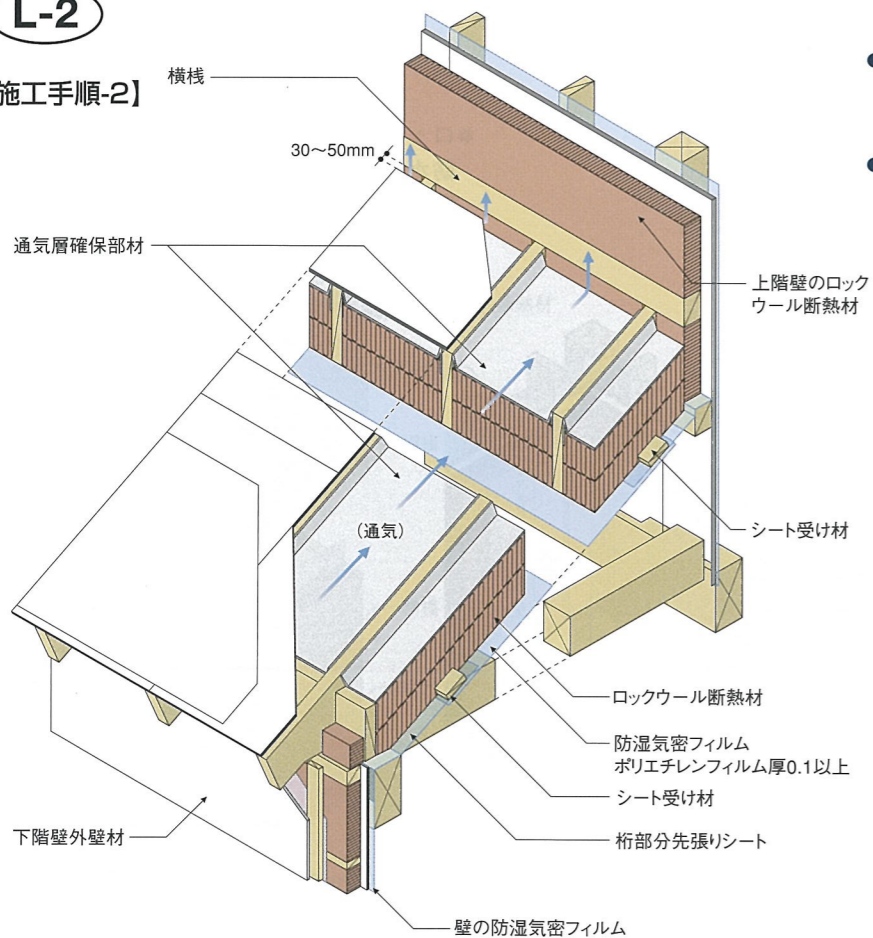 L-2
施工手順-2】
横桟
30〜50mm
通気層確保部材
上階壁のロック
ウール断熱材
(通気)
シート受け材
ロックウール断熱材
防湿気密フィルム
ポリエチレンフィルム厚0.1以上
シート受け材
桁部分先張りシート
下階壁外壁材
壁の防湿気密フィルム